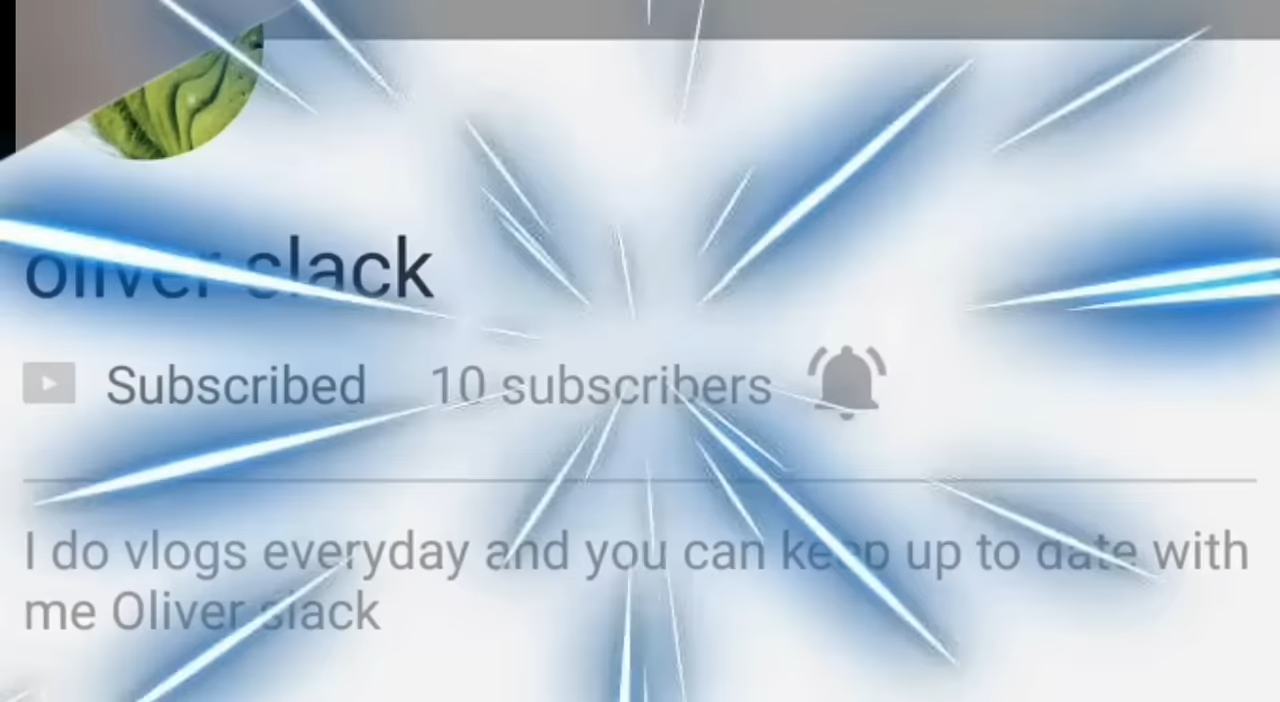 oliver slack
Subscribed 10 subscribers
I do vlogs everyday and you can keep up to date with
me Oliver slack